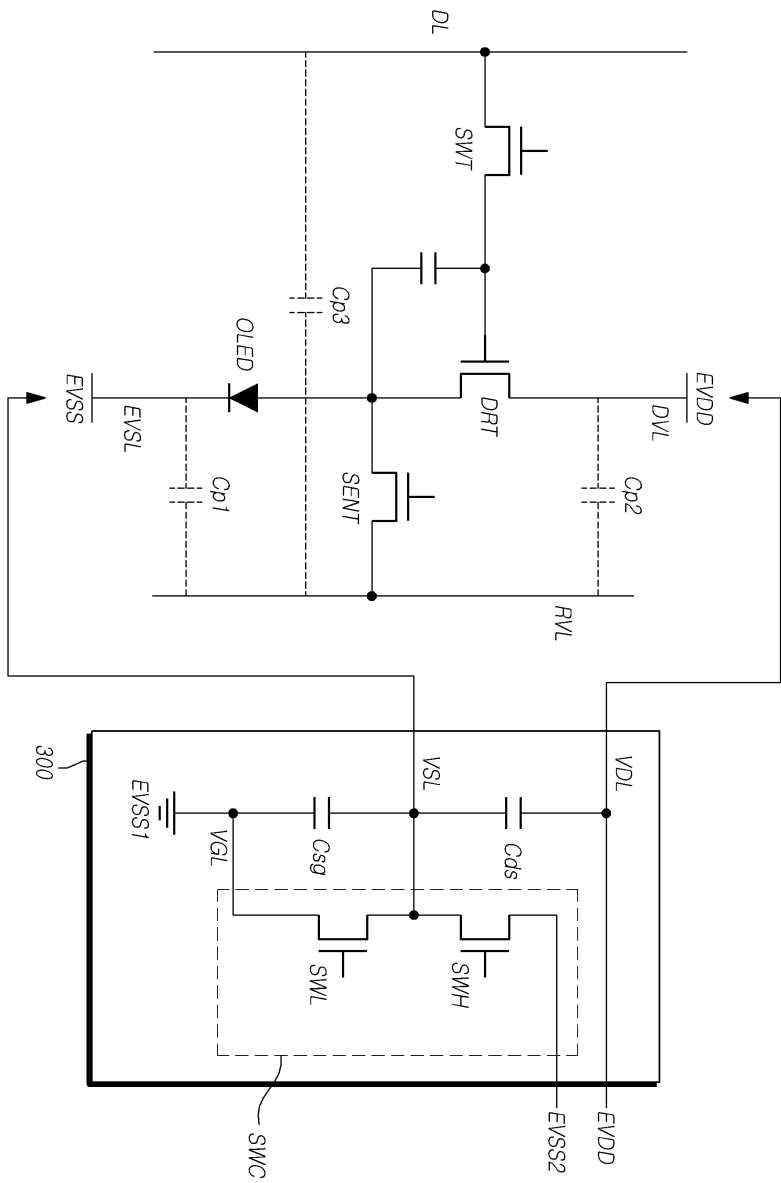 DL
SWT
Cp3
OLED
EVDD
DVL
DRT
EVSS
EVSL
SENT
Cp2
Cp1
RVL
300
VDL
VSL
EVSS1
VGL
Csg
Cds
SWL
SWH
EVDD
EVSS2
SWC